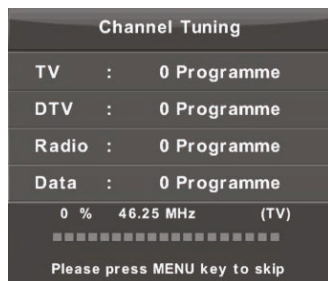 Channel Tuning
TV : 0 Programme
DTV : 0 Programme
Radio : 0 Programme
Data : 0 Programme
0 % 46.25 MHz (TV)
Please press MENU key to skip